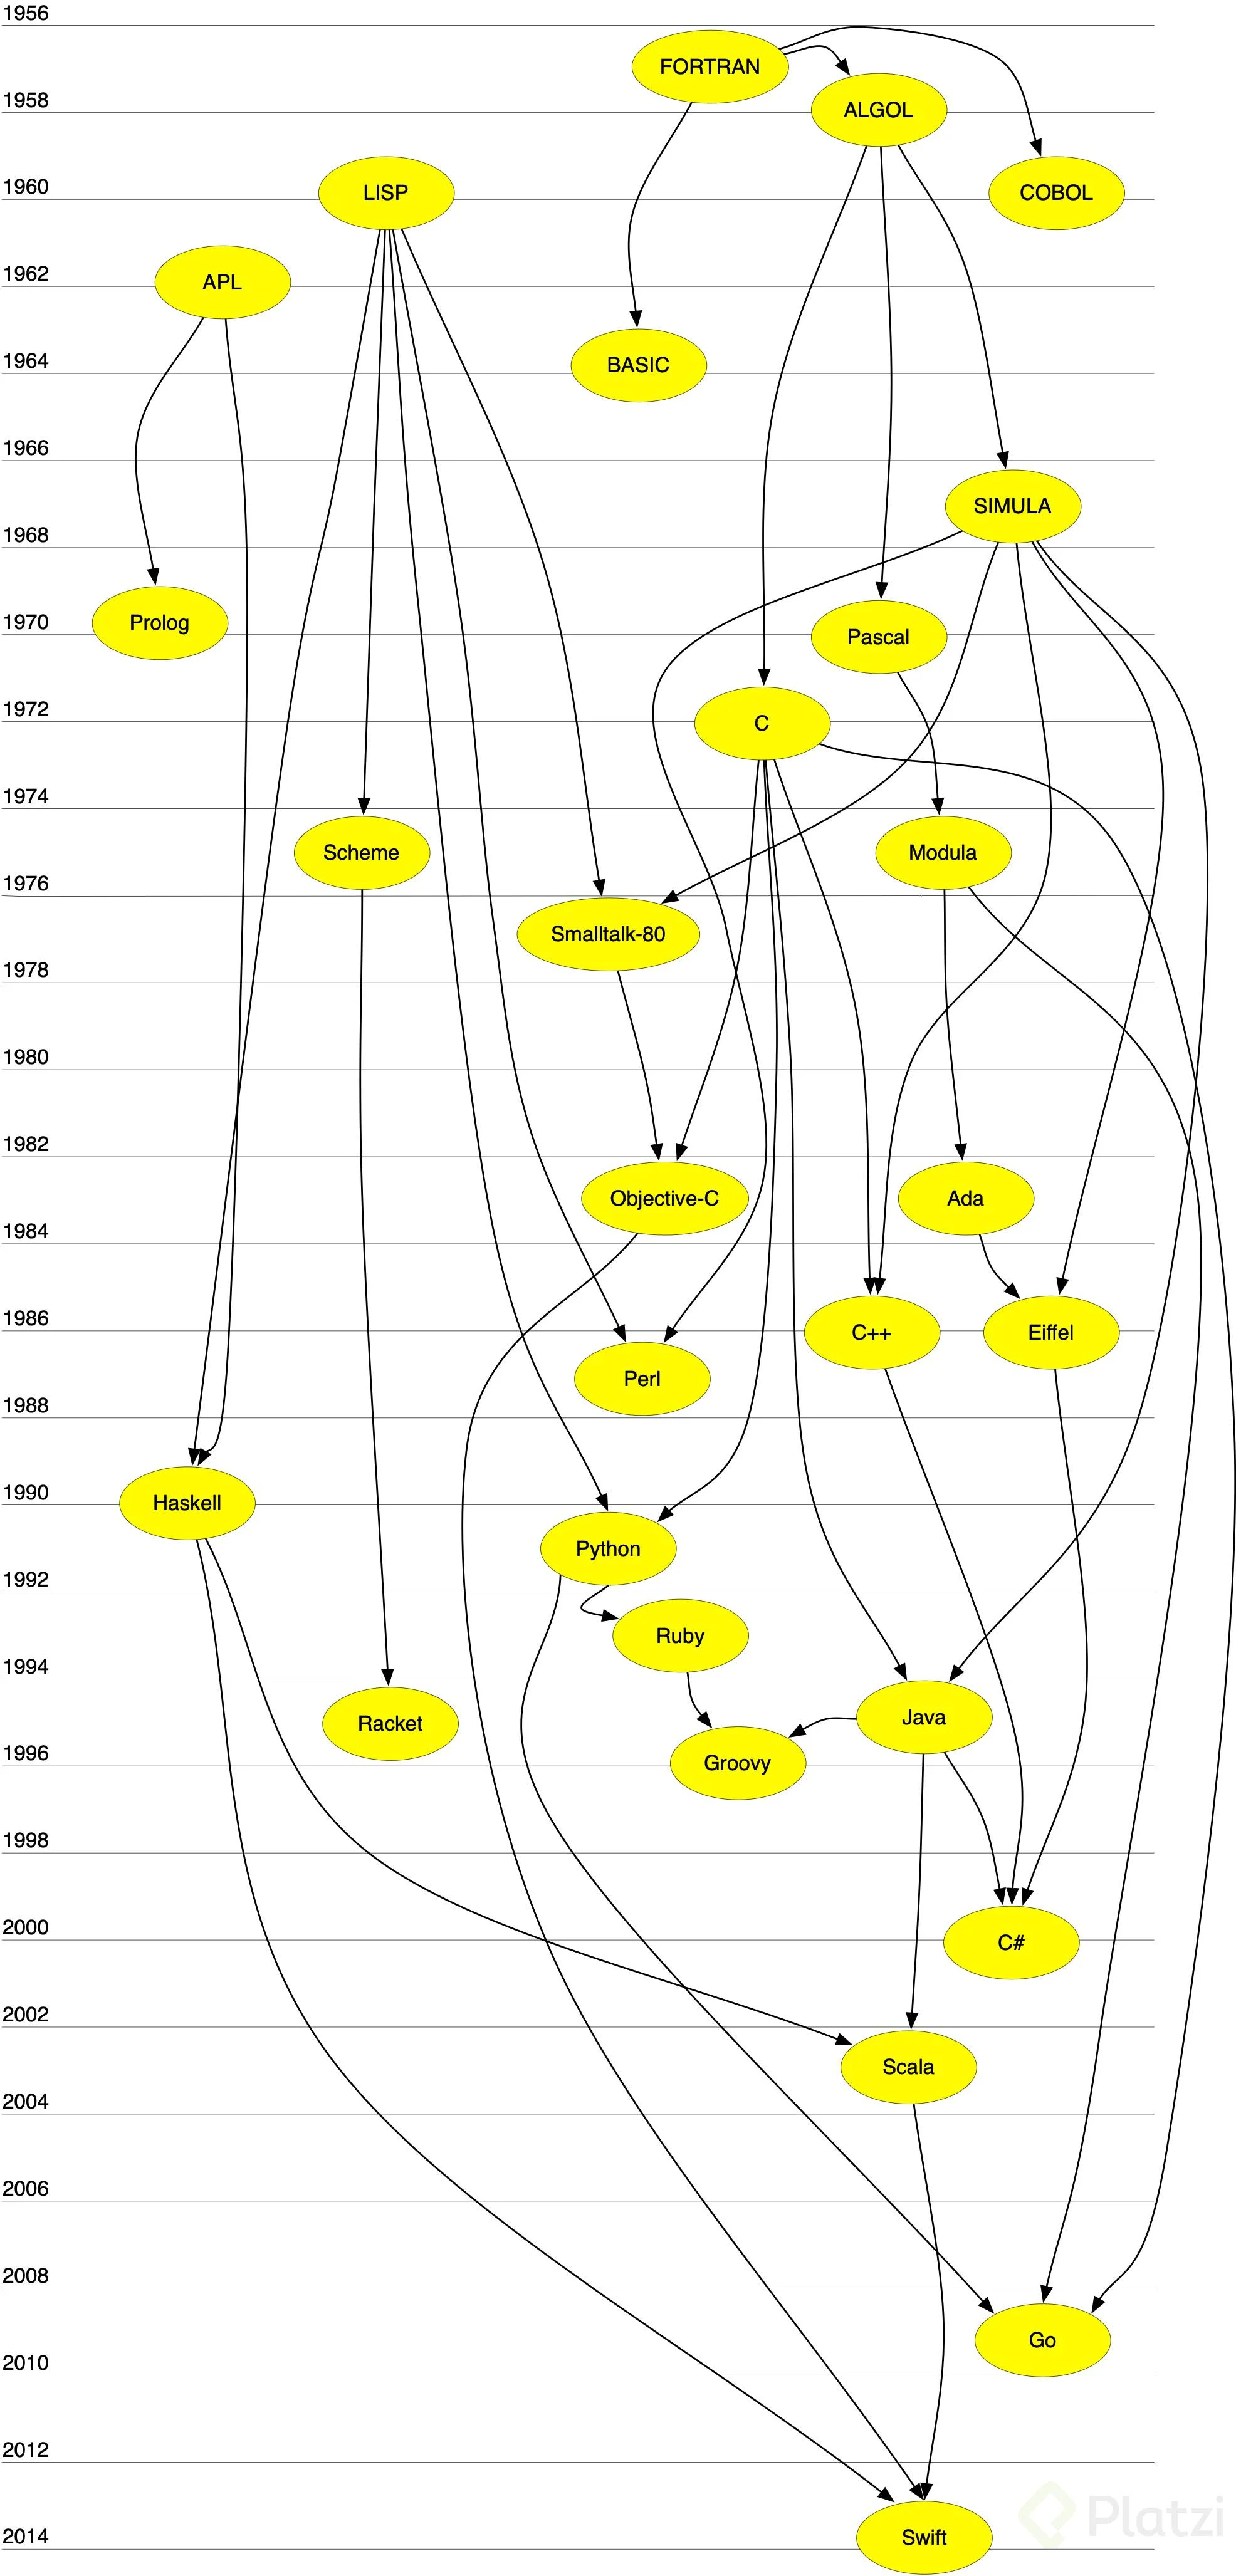 1956
FORTRAN
1958
ALGOL
1960
LISP
COBOL
1962
APL
1964
BASIC
1966
SIMULA
1968
1970
Prolog
Pascal
1972
C
1974
Scheme
Modula
1976
Smalltalk-80
1978
1980
1982
Objective-C
Ada
1984
1986
C++
Eiffel
Perl
1988
1990
Haskell
Python
1992
Ruby
1994
Racket
Java
1996
Groovy
1998
2000
C#
2002
Scala
2004
2006
2008
Go
2010
2012
Platzi
2014
Swift